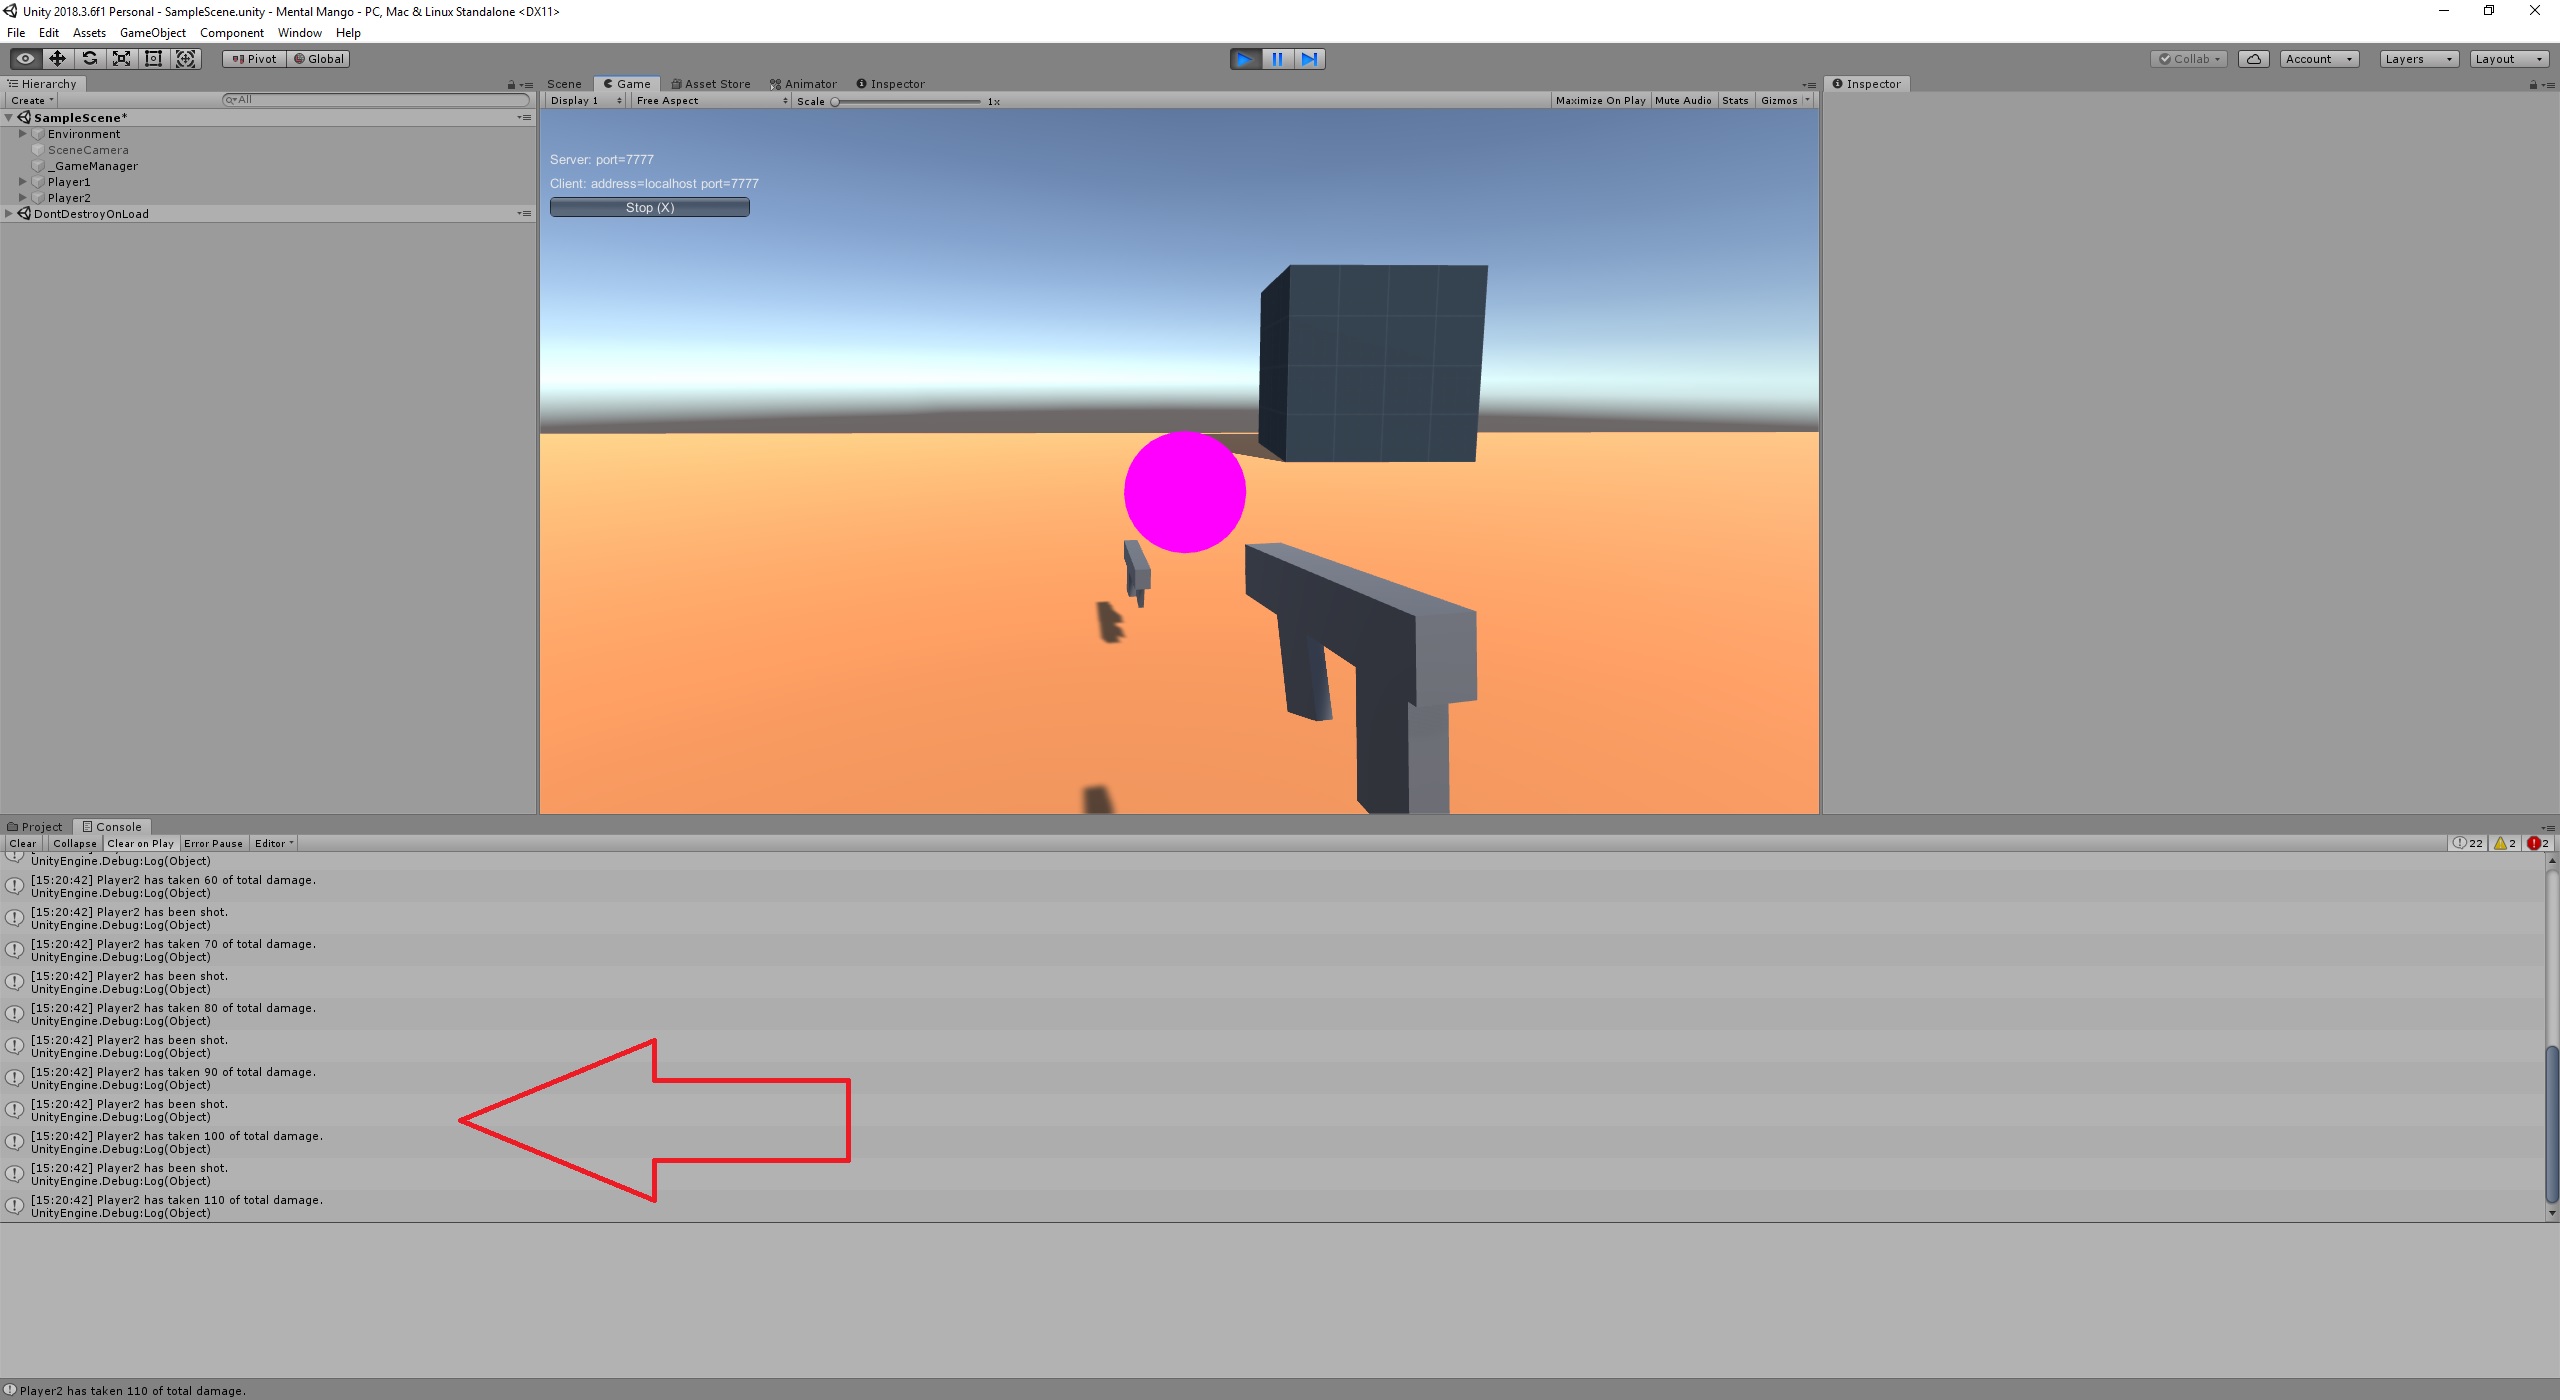 Unity 2018.3.6f1 Personal - SampleScene.unity - Mental Mango - PC, Mac & Linux Standalone <DX11>
File Edit Assets GameObject Component Window Help
Pivot Global Collab Account Layers Layout
Hierarchy Scene Game Asset Store Animator Inspector Inspector
Create All Display 1 Free Aspect Scale 1x Maximize On Play Mute Audio Stats Gizmos
SampleScene*
Environment
SceneCamera
_GameManager
Player1
Player2
DontDestroyOnLoad
Server: port=7777
Client: address=localhost port=7777
Stop (X)
Project Console
Clear Collapse Clear on Play Error Pause Editor 22 2 2
UnityEngine.Debug:Log(Object)
[15:20:42] Player2 has taken 60 of total damage.
UnityEngine.Debug:Log(Object)
[15:20:42] Player2 has been shot.
UnityEngine.Debug:Log(Object)
[15:20:42] Player2 has taken 70 of total damage.
UnityEngine.Debug:Log(Object)
[15:20:42] Player2 has been shot.
UnityEngine.Debug:Log(Object)
[15:20:42] Player2 has taken 80 of total damage.
UnityEngine.Debug:Log(Object)
[15:20:42] Player2 has been shot.
UnityEngine.Debug:Log(Object)
[15:20:42] Player2 has taken 90 of total damage.
UnityEngine.Debug:Log(Object)
[15:20:42] Player2 has been shot.
UnityEngine.Debug:Log(Object)
[15:20:42] Player2 has taken 100 of total damage.
UnityEngine.Debug:Log(Object)
[15:20:42] Player2 has been shot.
UnityEngine.Debug:Log(Object)
[15:20:42] Player2 has taken 110 of total damage.
UnityEngine.Debug:Log(Object)
Player2 has taken 110 of total damage.